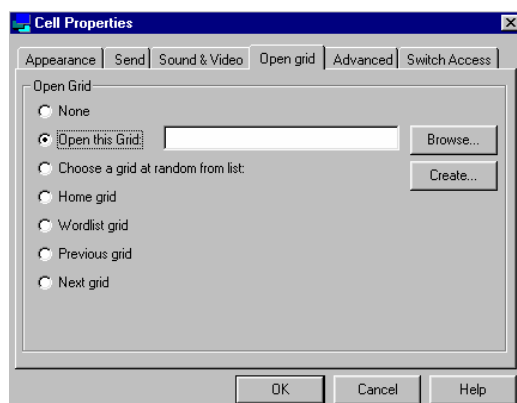 Cell Properties
Appearance Send Sound & Video Open grid Advanced Switch Access
Open Grid
None
Open this Grid: Browse...
Choose a grid at random from list: Create...
Home grid
Wordlist grid
Previous grid
Next grid
OK Cancel Help